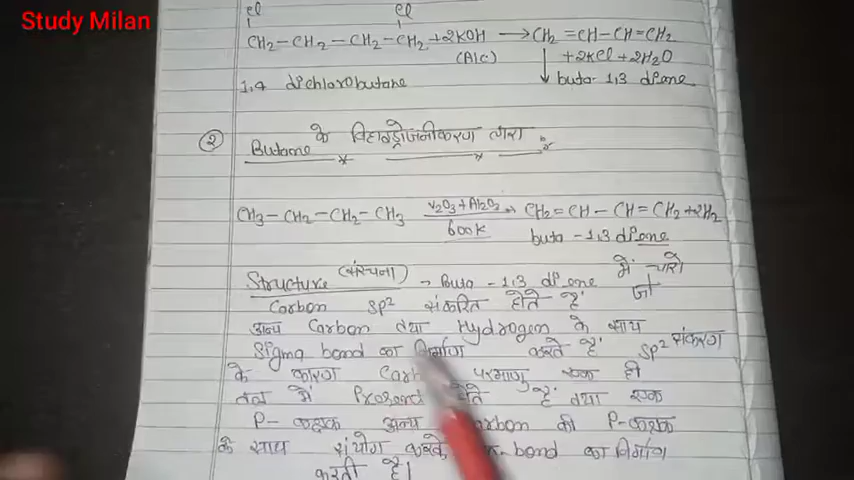 Study Milan
Cl Cl
CH2-CH2-CH2-CH2+2KOH → CH2=CH-CH=CH2
(Alc) +2KCl+2H2O
1,4 dichlorobutane buta-1,3 diene
② Butane के विहाइड्रोजनीकरण द्वारा
CH3-CH2-CH2-CH3 V2O3+Al2O3 600K → CH2=CH-CH=CH2+2H2
buta-1,3 diene
Structure (संरचना) → Buta-1,3 diene में चारो
Carbon sp² संकरित होते हैं जो
अन्य Carbon तथा Hydrogen के साथ
Sigma bond का निर्माण करते हैं sp² संकरण
के कारण परमाणु एक ही
तल में होते हैं तथा एक
P-कक्षक अन्य Carbon की P-कक्षक
के साथ संयोग करके bond का निर्माण
करती है।